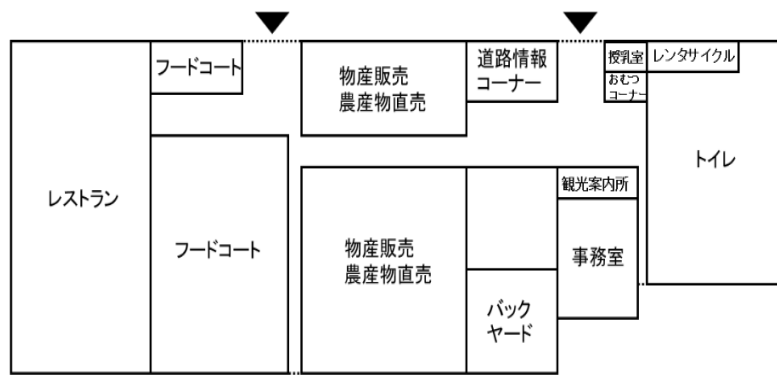 フードコート
物産販売
農産物直売
道路情報
コーナー
授乳室
レンタサイクル
おむつ
コーナー
トイレ
レストラン
フードコート
物産販売
農産物直売
観光案内所
事務室
バック
ヤード